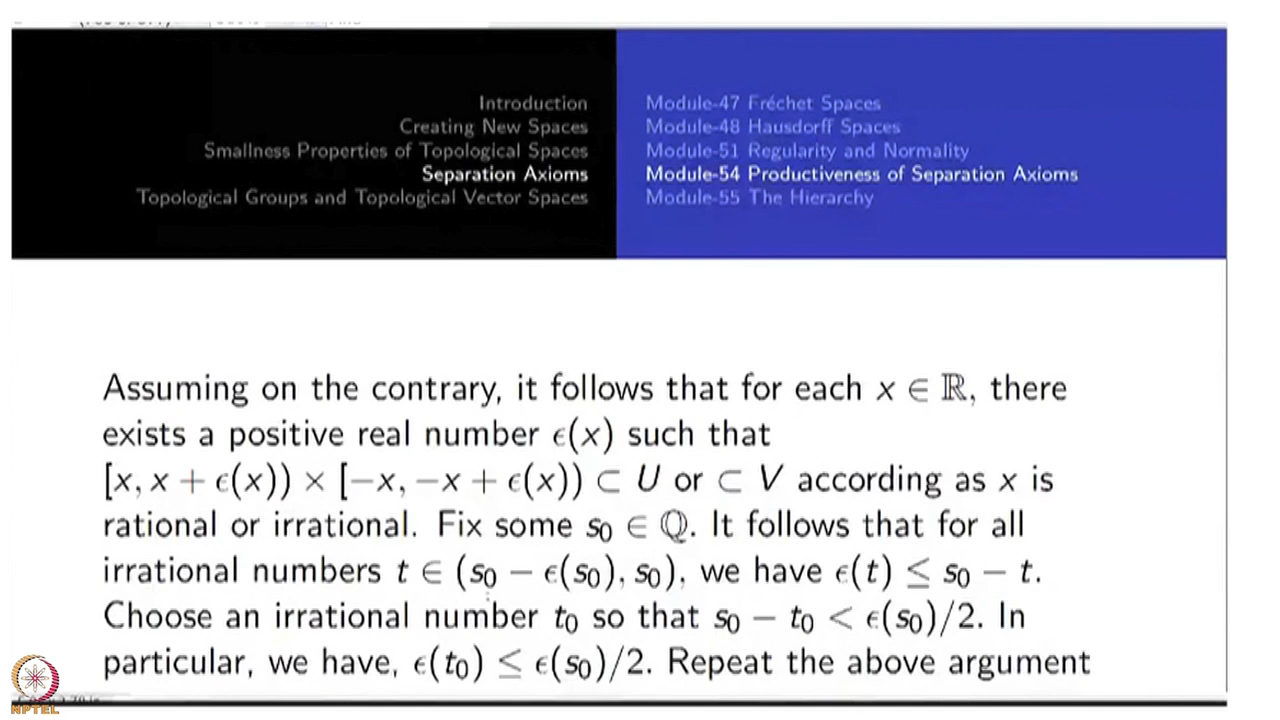 Introduction
Creating New Spaces
Smallness Properties of Topological Spaces
Separation Axioms
Topological Groups and Topological Vector Spaces
Module-47 Fréchet Spaces
Module-48 Hausdorff Spaces
Module-51 Regularity and Normality
Module-54 Productiveness of Separation Axioms
Module-55 The Hierarchy
Assuming on the contrary, it follows that for each x ∈ ℝ, there
exists a positive real number ϵ(x) such that
[x, x + ϵ(x)) × [−x, −x + ϵ(x)) ⊂ U or ⊂ V according as x is
rational or irrational. Fix some s₀ ∈ ℚ. It follows that for all
irrational numbers t ∈ (s₀ − ϵ(s₀), s₀), we have ϵ(t) ≤ s₀ − t.
Choose an irrational number t₀ so that s₀ − t₀ < ϵ(s₀)/2. In
particular, we have, ϵ(t₀) ≤ ϵ(s₀)/2. Repeat the above argument
NPTEL